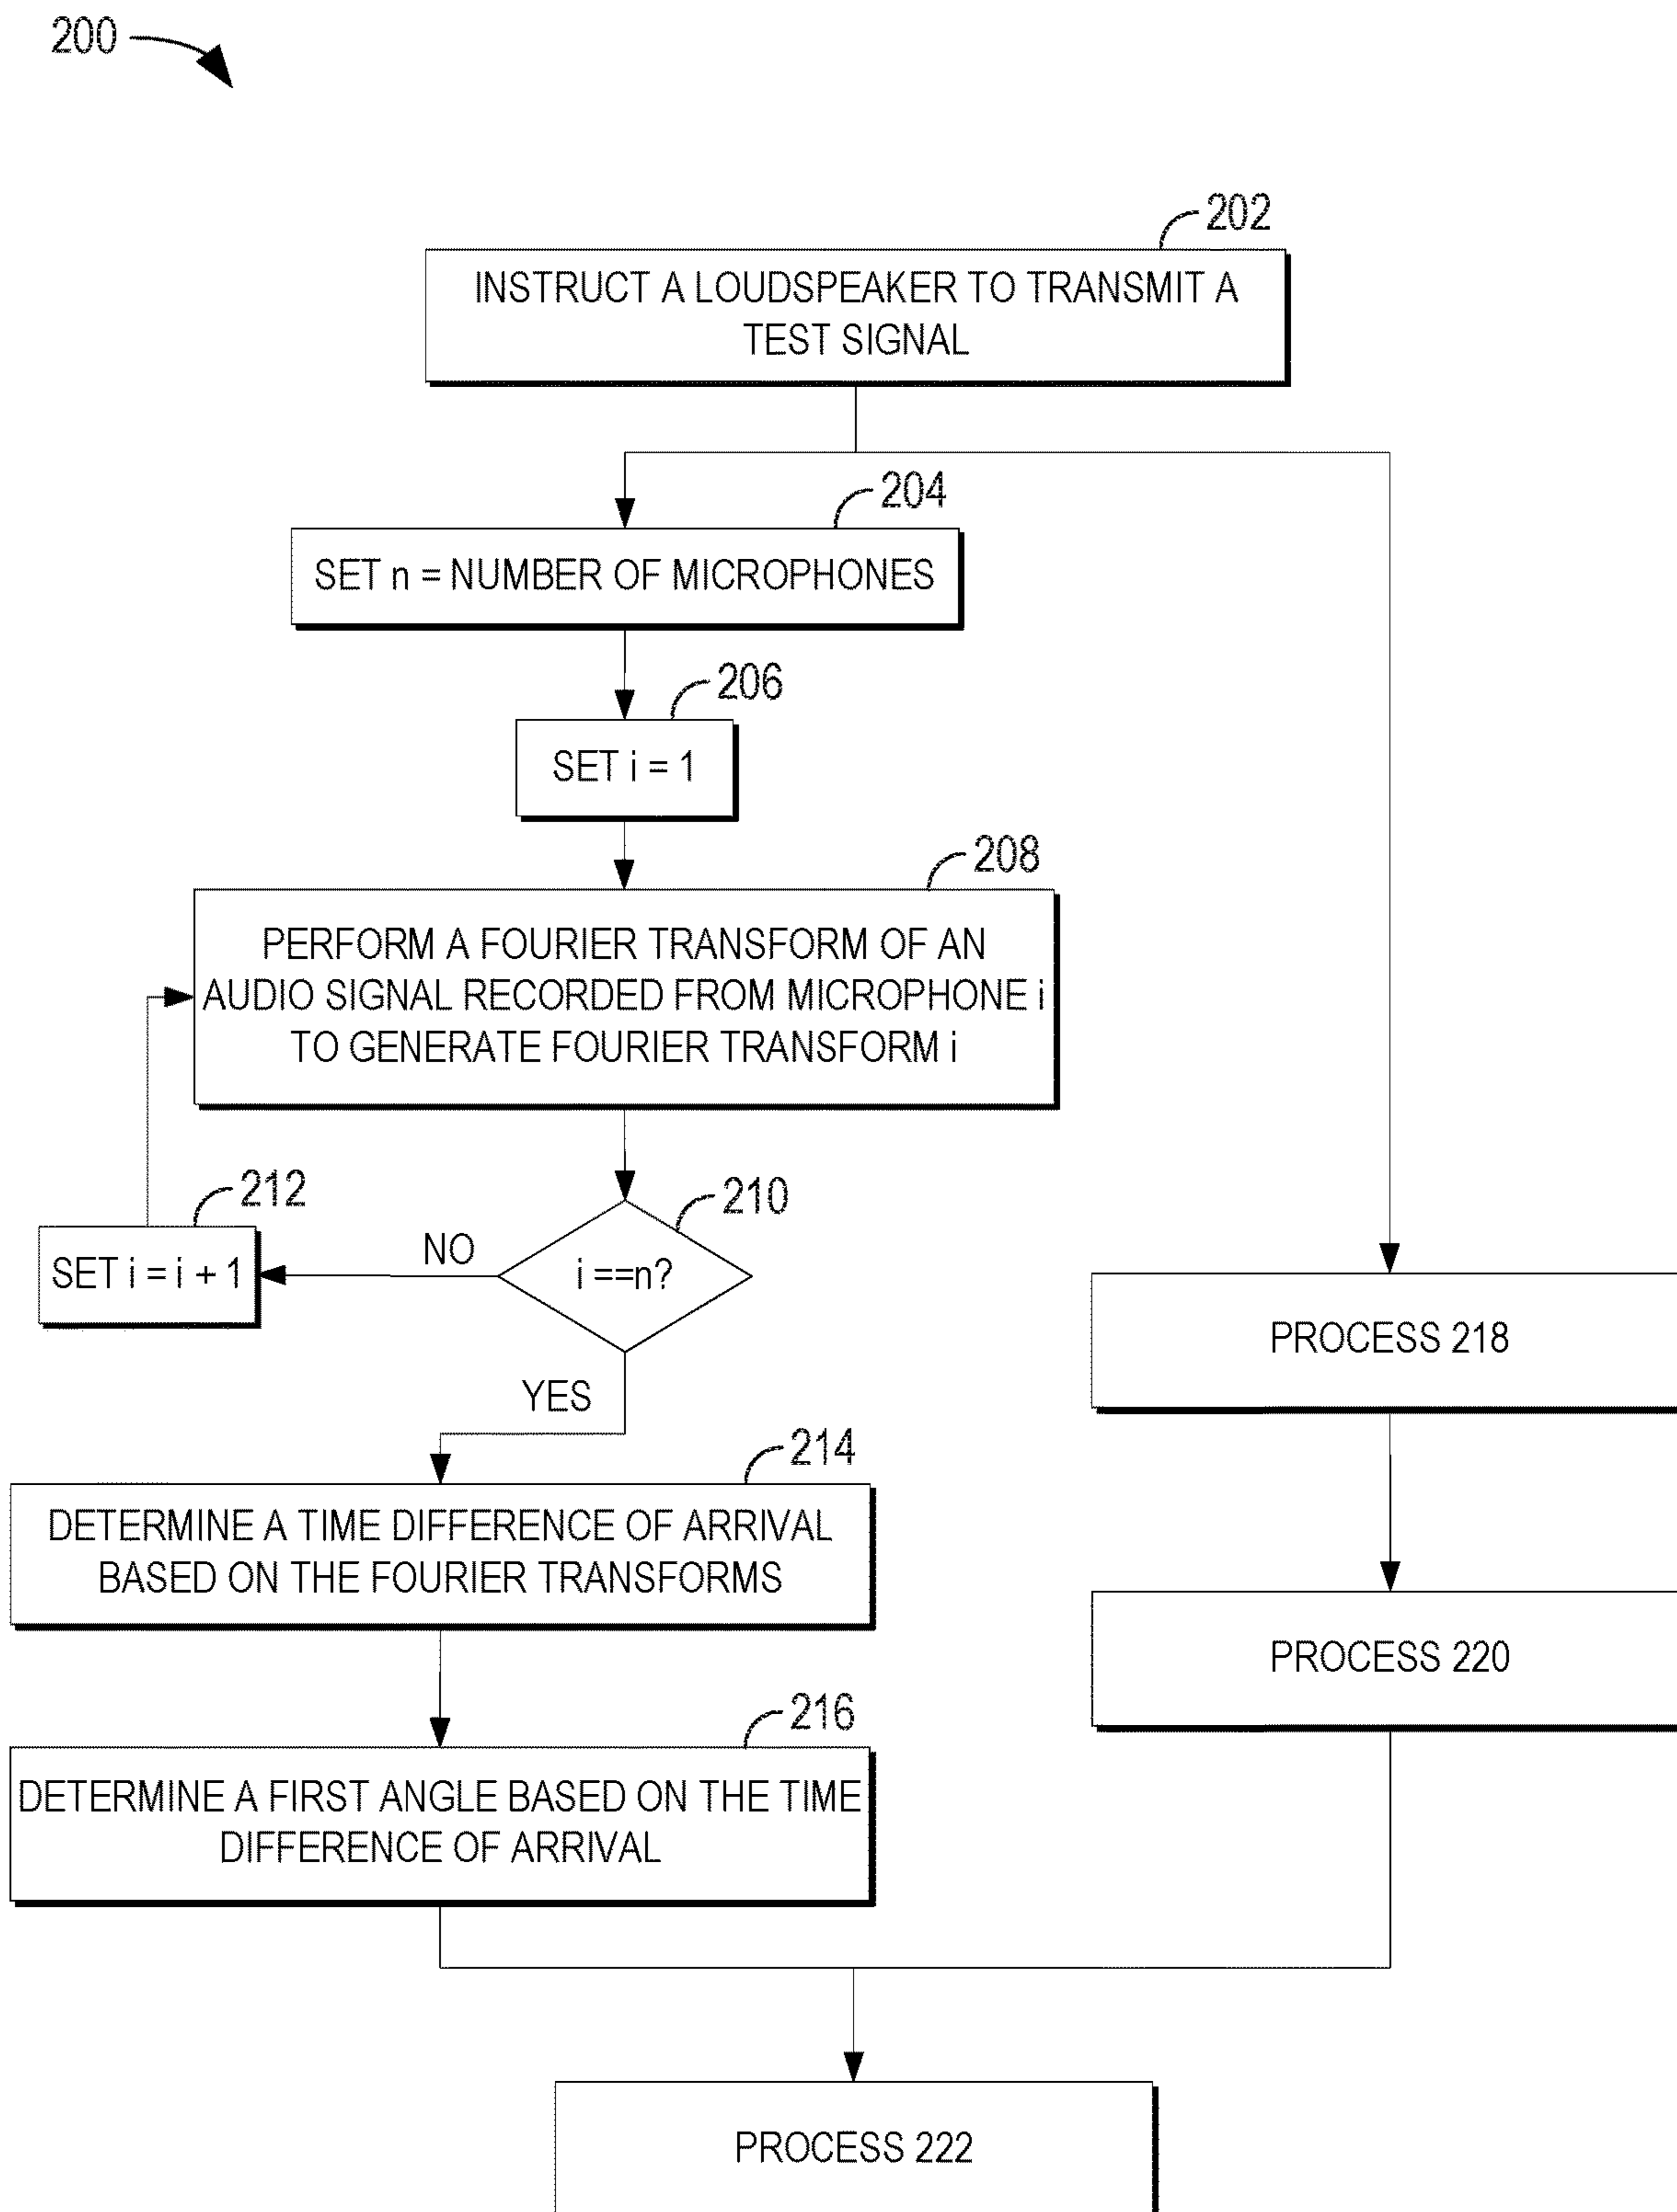 200
202
INSTRUCT A LOUDSPEAKER TO TRANSMIT A
TEST SIGNAL
204
SET n = NUMBER OF MICROPHONES
206
SET i = 1
208
PERFORM A FOURIER TRANSFORM OF AN
AUDIO SIGNAL RECORDED FROM MICROPHONE i
TO GENERATE FOURIER TRANSFORM i
212
SET i = i + 1
NO
210
i ==n?
YES
214
DETERMINE A TIME DIFFERENCE OF ARRIVAL
BASED ON THE FOURIER TRANSFORMS
216
DETERMINE A FIRST ANGLE BASED ON THE TIME
DIFFERENCE OF ARRIVAL
PROCESS 218
PROCESS 220
PROCESS 222